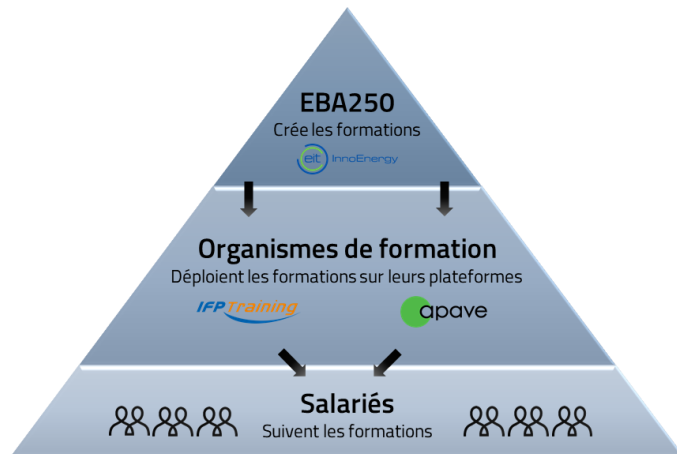 EBA250
Crée les formations
eit InnoEnergy
Organismes de formation
Déploient les formations sur leurs plateformes
IFP Training
apave
Salariés
Suivent les formations